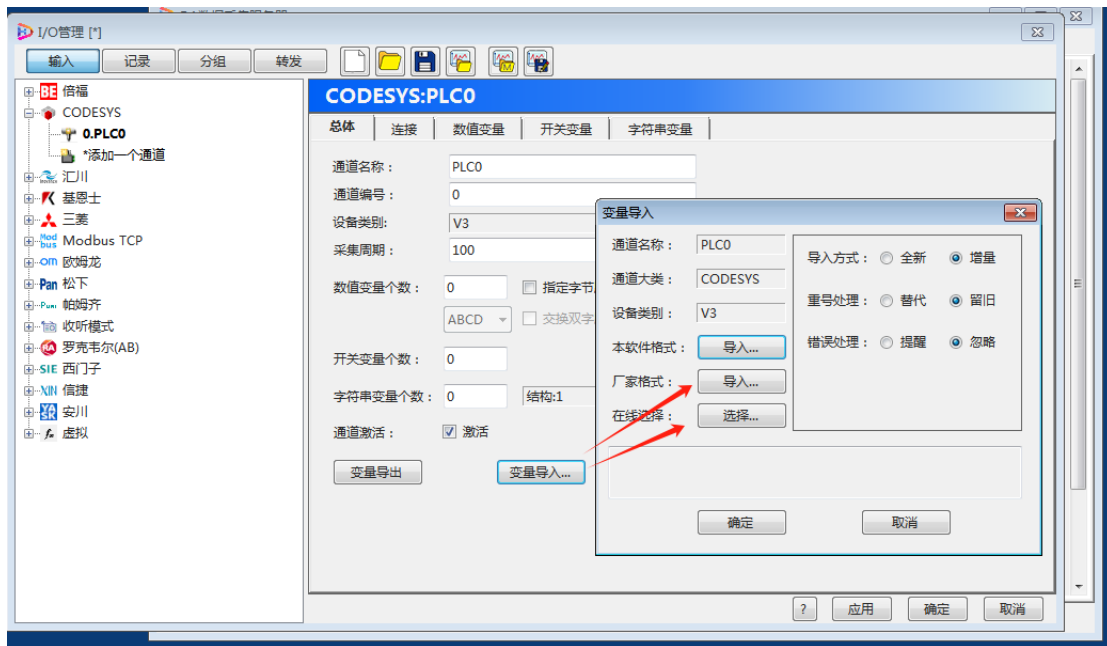 I/O管理 [*]
输入 记录 分组 转发
BE 倍福
CODESYS
0.PLC0
*添加一个通道
汇川
基恩士
三菱
Mod bus Modbus TCP
om 欧姆龙
Pan 松下
帕姆齐
收听模式
罗克韦尔(AB)
SIE 西门子
XIN 信捷
安川
虚拟
CODESYS:PLC0
总体 连接 数值变量 开关变量 字符串变量
通道名称： PLC0
通道编号： 0
设备类别: V3
采集周期： 100
数值变量个数： 0 指定字节
ABCD 交换双字
开关变量个数： 0
字符串变量个数： 0 结构:1
通道激活： 激活
变量导出 变量导入...
变量导入
通道名称： PLC0
通道大类： CODESYS
设备类别： V3
本软件格式： 导入...
厂家格式： 导入...
在线选择： 选择...
导入方式： 全新 增量
重号处理： 替代 留旧
错误处理： 提醒 忽略
确定 取消
? 应用 确定 取消